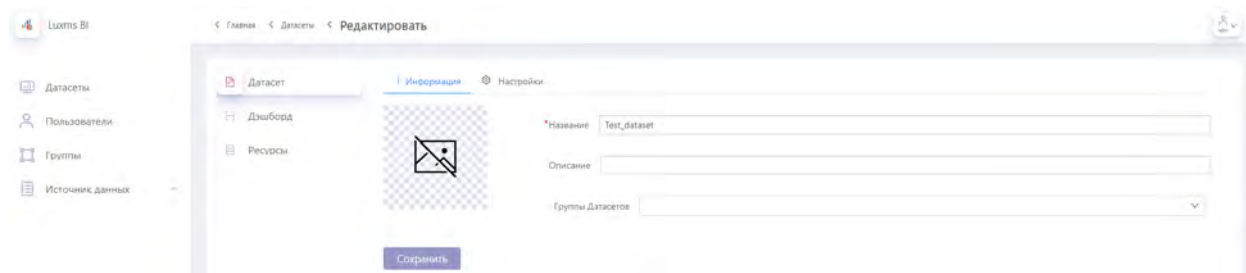 Luxms BI
Главная Датасеты Редактировать
Датасеты
Пользователи
Группы
Источник данных
Датасет
Дэшборд
Ресурсы
Информация Настройки
*Название Test_dataset
Описание
Группы Датасетов
Сохранить